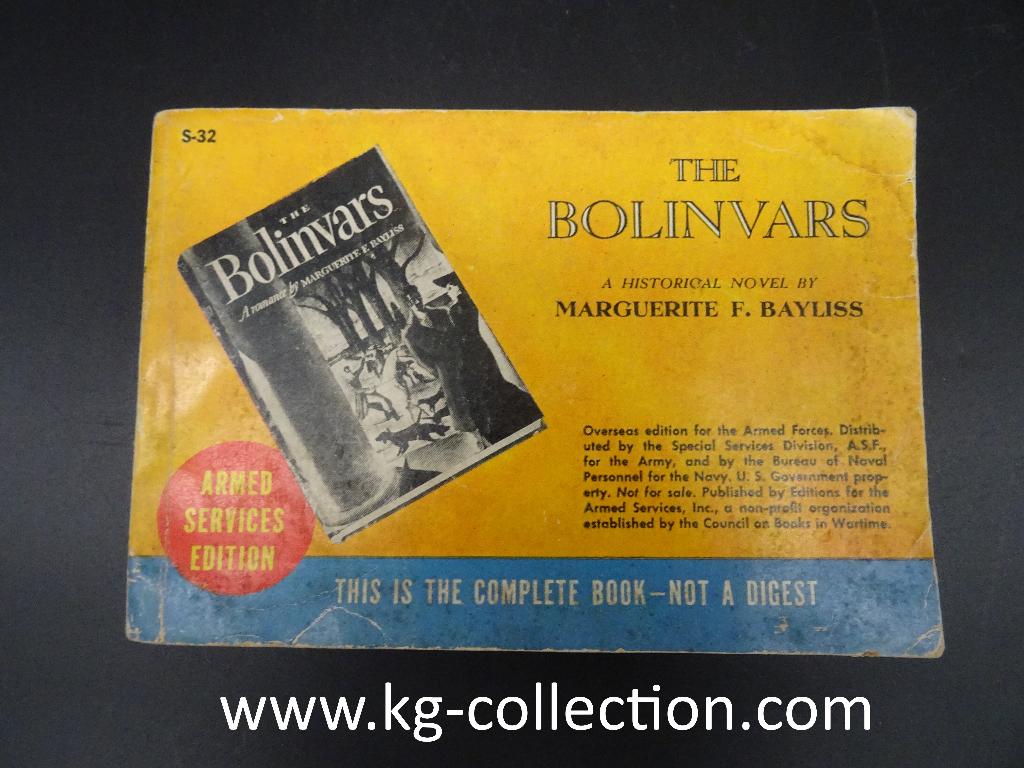 S-32
THE
Bolinvars
A romance by MARGUERITE F. BAYLISS
THE
BOLINVARS
A HISTORICAL NOVEL BY
MARGUERITE F. BAYLISS
Overseas edition for the Armed Forces. Distrib-
uted by the Special Services Division, A.S.F.,
for the Army, and by the Bureau of Naval
Personnel for the Navy. U. S. Government prop-
erty. Not for sale. Published by Editions for the
Armed Services, Inc., a non-profit organization
established by the Council on Books in Wartime.
ARMED
SERVICES
EDITION
THIS IS THE COMPLETE BOOK—NOT A DIGEST
www.kg-collection.com